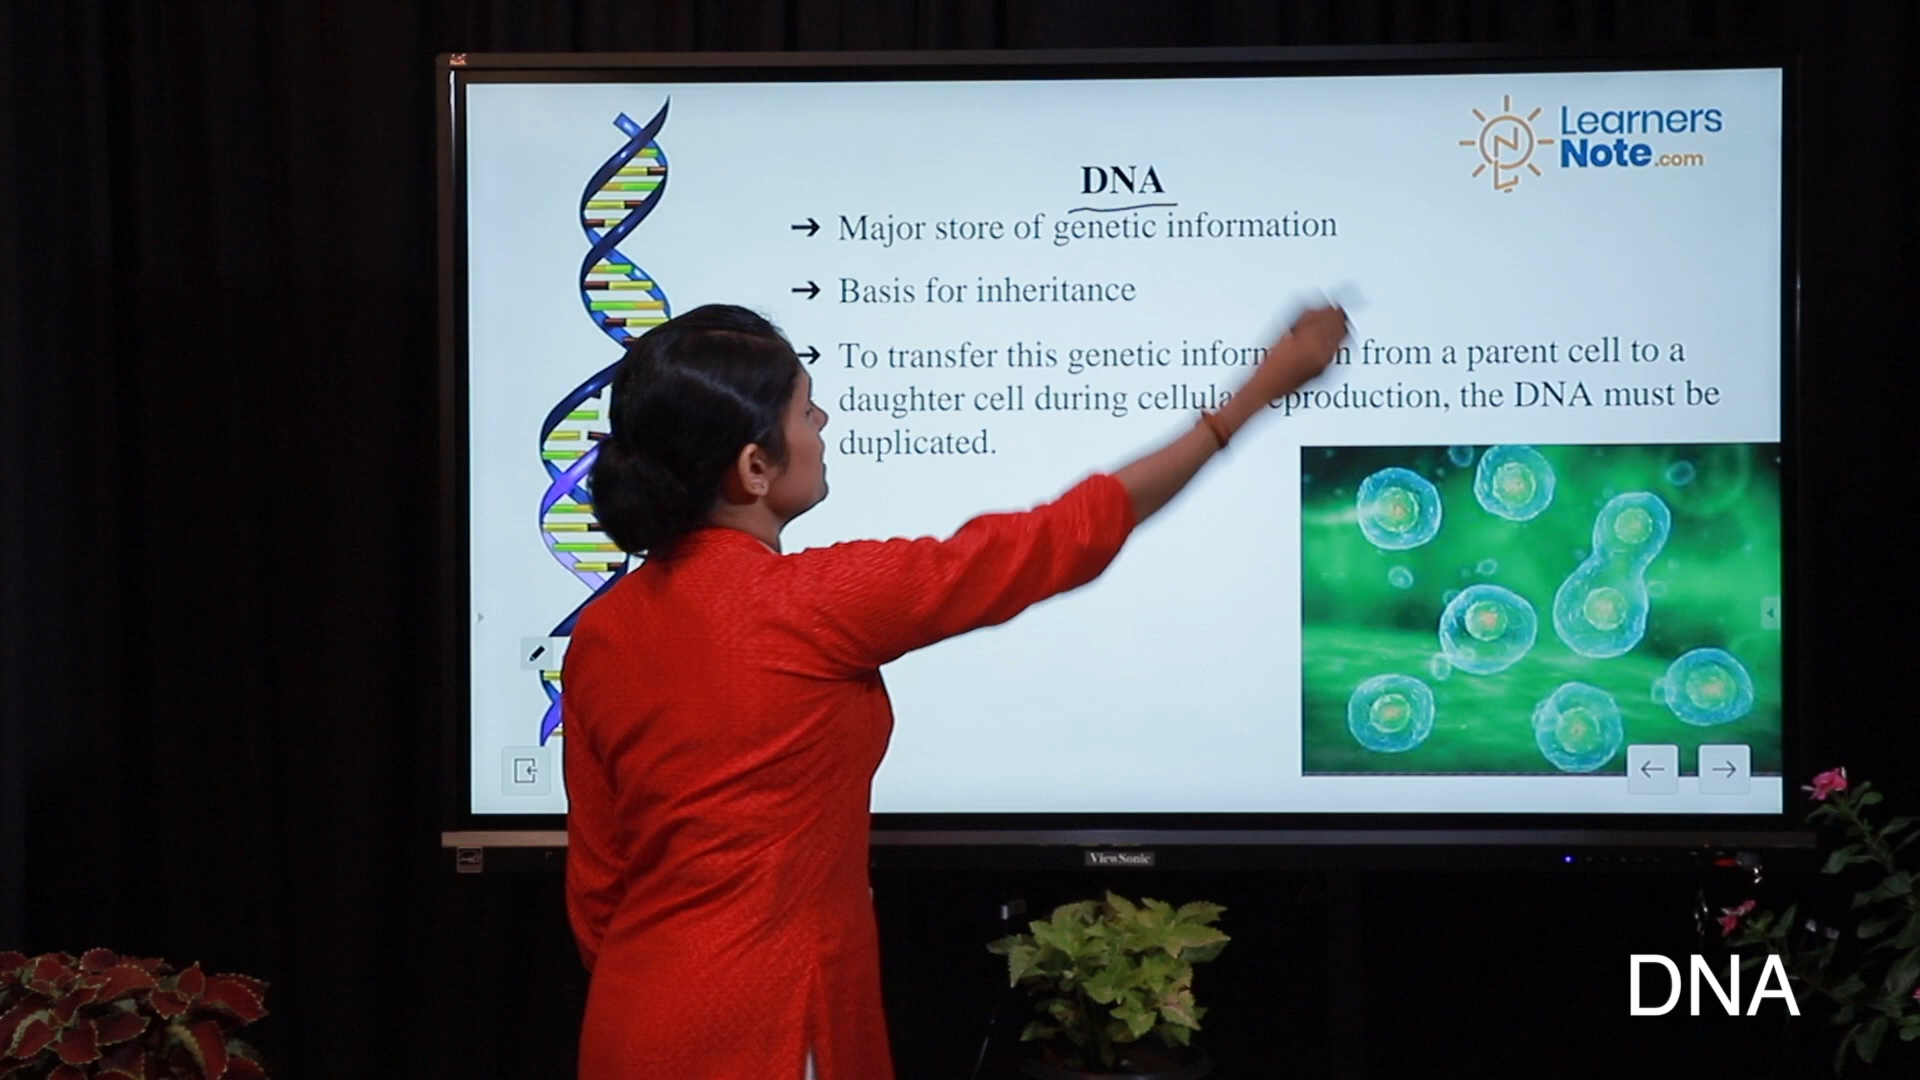 Learners
Note.com
DNA
→ Major store of genetic information
→ Basis for inheritance
→ To transfer this genetic inform n from a parent cell to a
daughter cell during cellula eproduction, the DNA must be
duplicated.
ViewSonic
DNA